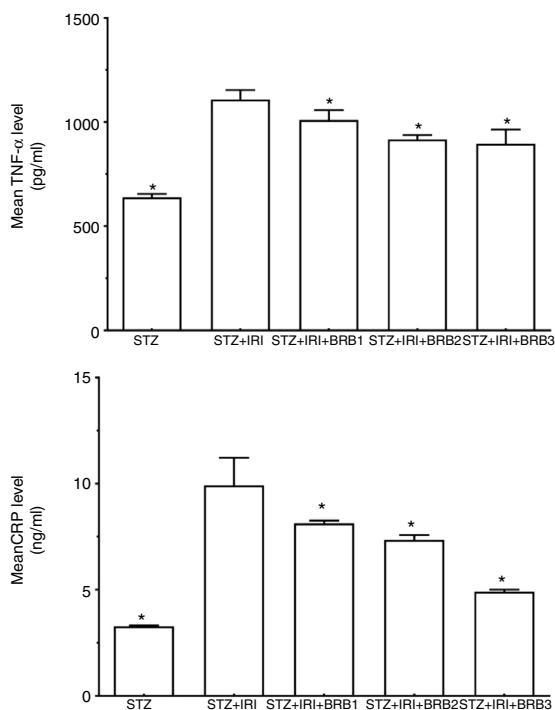 1500
1000
500
0
Mean TNF-α level
(pg/ml)
*
*
*
*
STZ
STZ+IRI
STZ+IRI+BRB1
STZ+IRI+BRB2
STZ+IRI+BRB3
15
10
5
0
MeanCRP level
(ng/ml)
*
*
*
*
STZ
STZ+IRI
STZ+IRI+BRB1
STZ+IRI+BRB2
STZ+IRI+BRB3